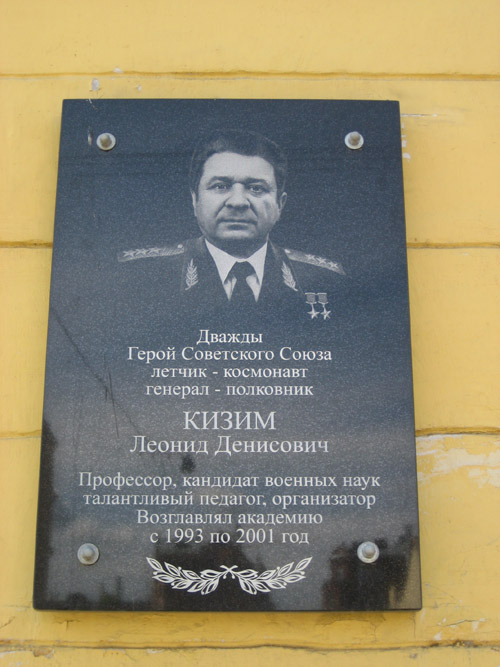 Дважды
Герой Советского Союза
летчик - космонавт
генерал - полковник
КИЗИМ
Леонид Денисович
Профессор, кандидат военных наук
талантливый педагог, организатор
Возглавлял академию
с 1993 по 2001 год